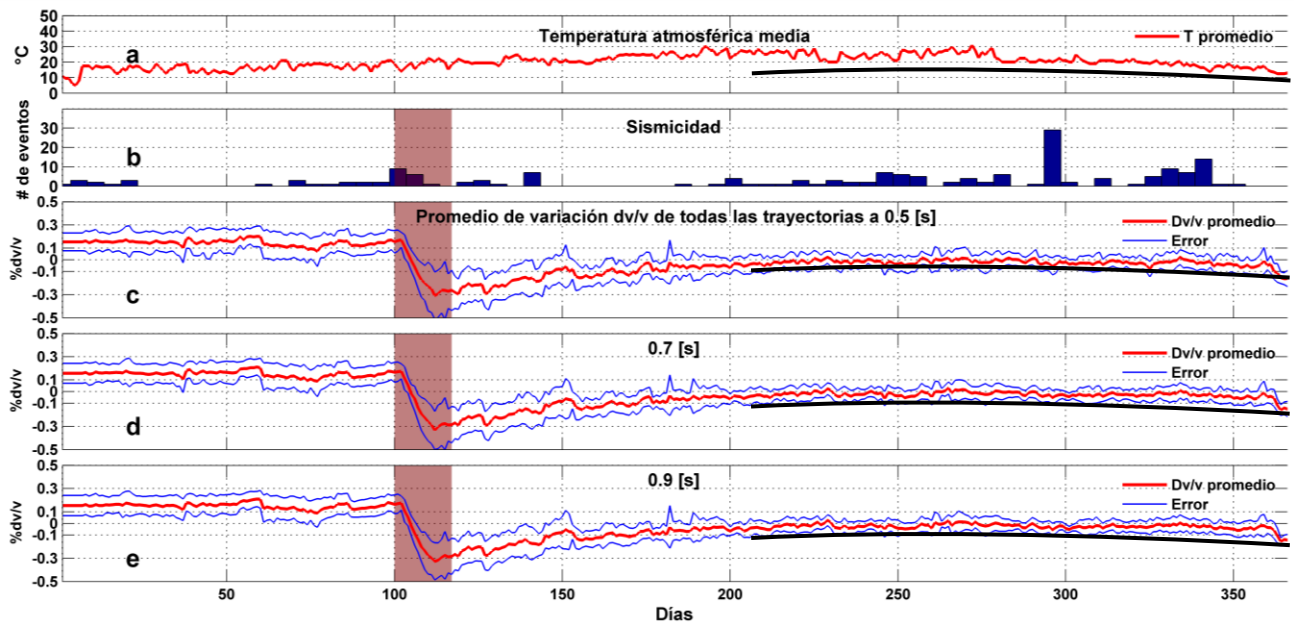 Temperatura atmosférica media
T promedio
a
°C
50
40
30
20
10
0
Sismicidad
b
# de eventos
30
20
10
0
Promedio de variación dv/v de todas las trayectorias a 0.5 [s]
Dv/v promedio
Error
c
%dv/v
0.5
0.3
0.1
0
-0.1
-0.3
-0.5
0.7 [s]
Dv/v promedio
Error
d
%dv/v
0.5
0.3
0.1
0
-0.1
-0.3
-0.5
0.9 [s]
Dv/v promedio
Error
e
%dv/v
0.3
0.1
0
-0.1
-0.3
-0.5
50 100 150 200 250 300 350
Días